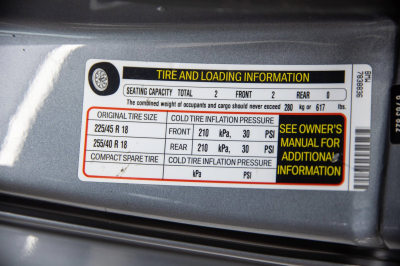 TIRE AND LOADING INFORMATION
SEATING CAPACITY TOTAL 2 FRONT 2 REAR 0
The combined weight of occupants and cargo should never exceed 280 kg or 617 lbs.
ORIGINAL TIRE SIZE
225/45 R 18
255/40 R 18
COMPACT SPARE TIRE
COLD TIRE INFLATION PRESSURE
FRONT 210 kPa, 30 PSI
REAR 210 kPa, 30 PSI
COLD TIRE INFLATION PRESSURE
kPa PSI
SEE OWNER'S
MANUAL FOR
ADDITIONAL
INFORMATION
BMW
7839836